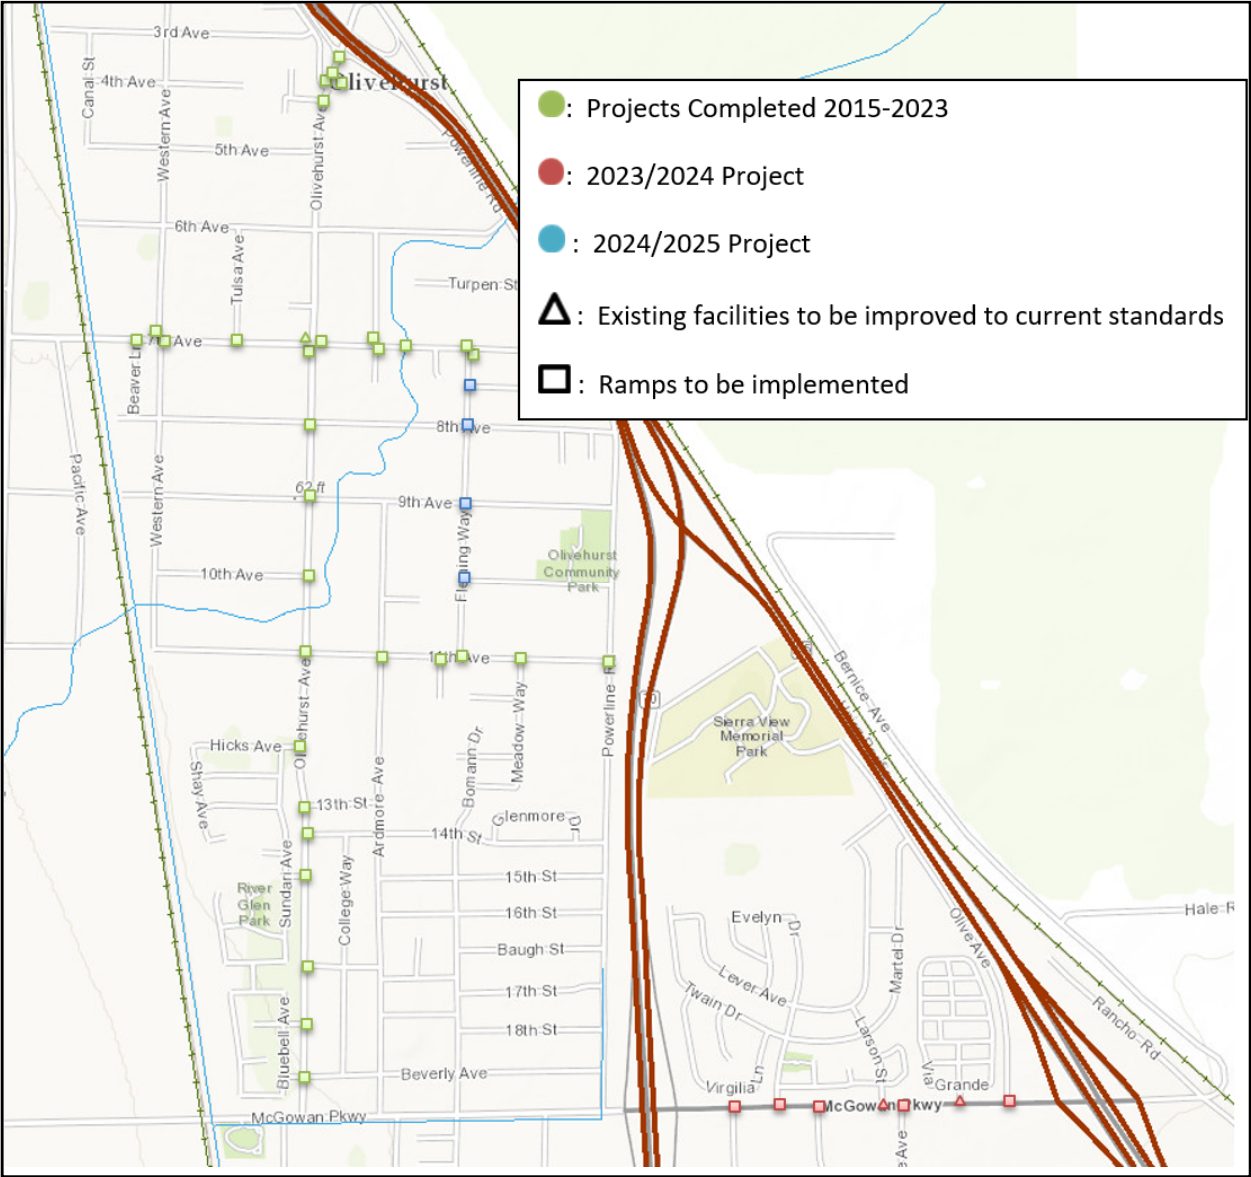 3rd Ave
Canal St
4th Ave
Olivehurst
Western Ave
Olivehurst Ave
5th Ave
Powerline Rd
6th Ave
Tulsa Ave
Turpen St
: Projects Completed 2015-2023
: 2023/2024 Project
: 2024/2025 Project
: Existing facilities to be improved to current standards
: Ramps to be implemented
7th Ave
Beaver Ln
8th Ave
Pacific Ave
Western Ave
62 ft
9th Ave
Fleming Way
Olivehurst
Community
Park
10th Ave
11th Ave
Olivehurst Ave
Powerline R
Bernice Ave
Sierra View
Memorial
Park
Hicks Ave
Shay Ave
Bomann Dr
Meadow Way
Ardmore Ave
13th St
14th St
Glenmore Dr
College Way
Sundari Ave
River
Glen
Park
15th St
16th St
Baugh St
17th St
18th St
Bluebell Ave
Beverly Ave
McGowan Pkwy
Evelyn Dr
Lever Ave
Twain Dr
Martel Dr
Olive Ave
Hale R
Rancho Rd
Larson St
Virgilia Ln
Via Grande
McGowan Pkwy
e Ave